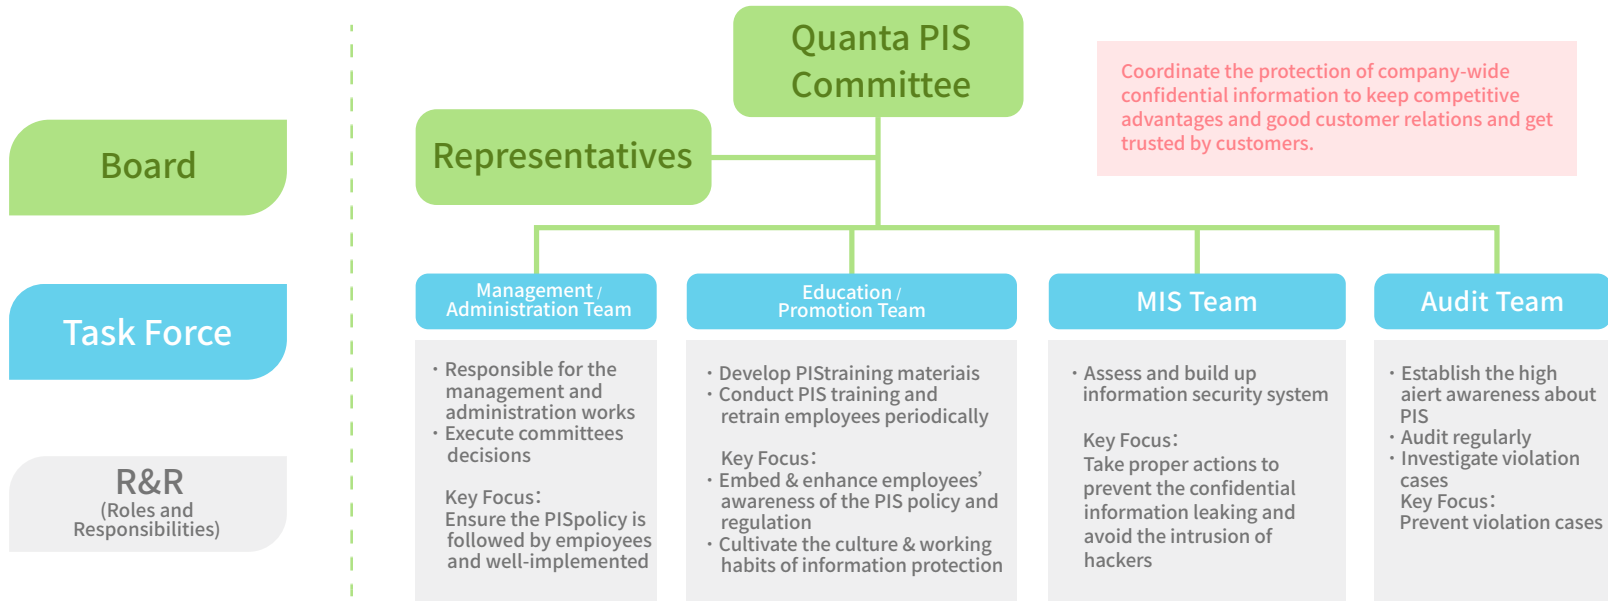 Quanta PIS
Committee
Coordinate the protection of company-wide
confidential information to keep competitive
advantages and good customer relations and get
trusted by customers.
Board
Representatives
Task Force
Management /
Administration Team
Education /
Promotion Team
MIS Team
Audit Team
R&R
(Roles and
Responsibilities)
・Responsible for the
management and
administration works
・Execute committees
decisions
Key Focus：
Ensure the PISpolicy is
followed by empioyees
and well-implemented
・Develop PIStraining materiais
・Conduct PIS training and
retrain employees periodically
Key Focus：
・Embed & enhance employees’
awareness of the PIS policy and
regulation
・Cultivate the culture & working
habits of information protection
・Assess and build up
information security system
Key Focus：
Take proper actions to
prevent the confidential
information leaking and
avoid the intrusion of
hackers
・Establish the high
aiert awareness about
PIS
・Audit regularly
・Investigate violation
cases
Key Focus：
Prevent violation cases